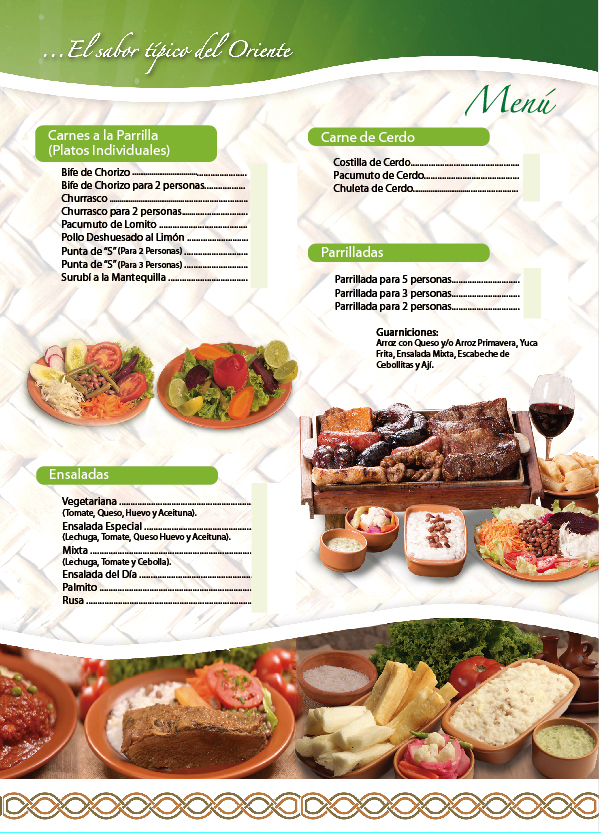 ...El sabor típico del Oriente
Menú
Carnes a la Parrilla
(Platos Individuales)
Bife de Chorizo
Bife de Chorizo para 2 personas
Churrasco
Churrasco para 2 personas
Pacumuto de Lomito
Pollo Deshuesado al Limón
Punta de "S" (Para 2 Personas)
Punta de "S" (Para 3 Personas)
Surubí a la Mantequilla
Carne de Cerdo
Costilla de Cerdo
Pacumuto de Cerdo
Chuleta de Cerdo
Parrilladas
Parrillada para 5 personas
Parrillada para 3 personas
Parrillada para 2 personas
Guarniciones:
Arroz con Queso y/o Arroz Primavera, Yuca
Frita, Ensalada Mixta, Escabeche de
Cebollitas y Ají.
Ensaladas
Vegetariana
(Tomate, Queso, Huevo y Aceituna).
Ensalada Especial
(Lechuga, Tomate, Queso Huevo y Aceituna).
Mixta
(Lechuga, Tomate y Cebolla).
Ensalada del Día
Palmito
Rusa